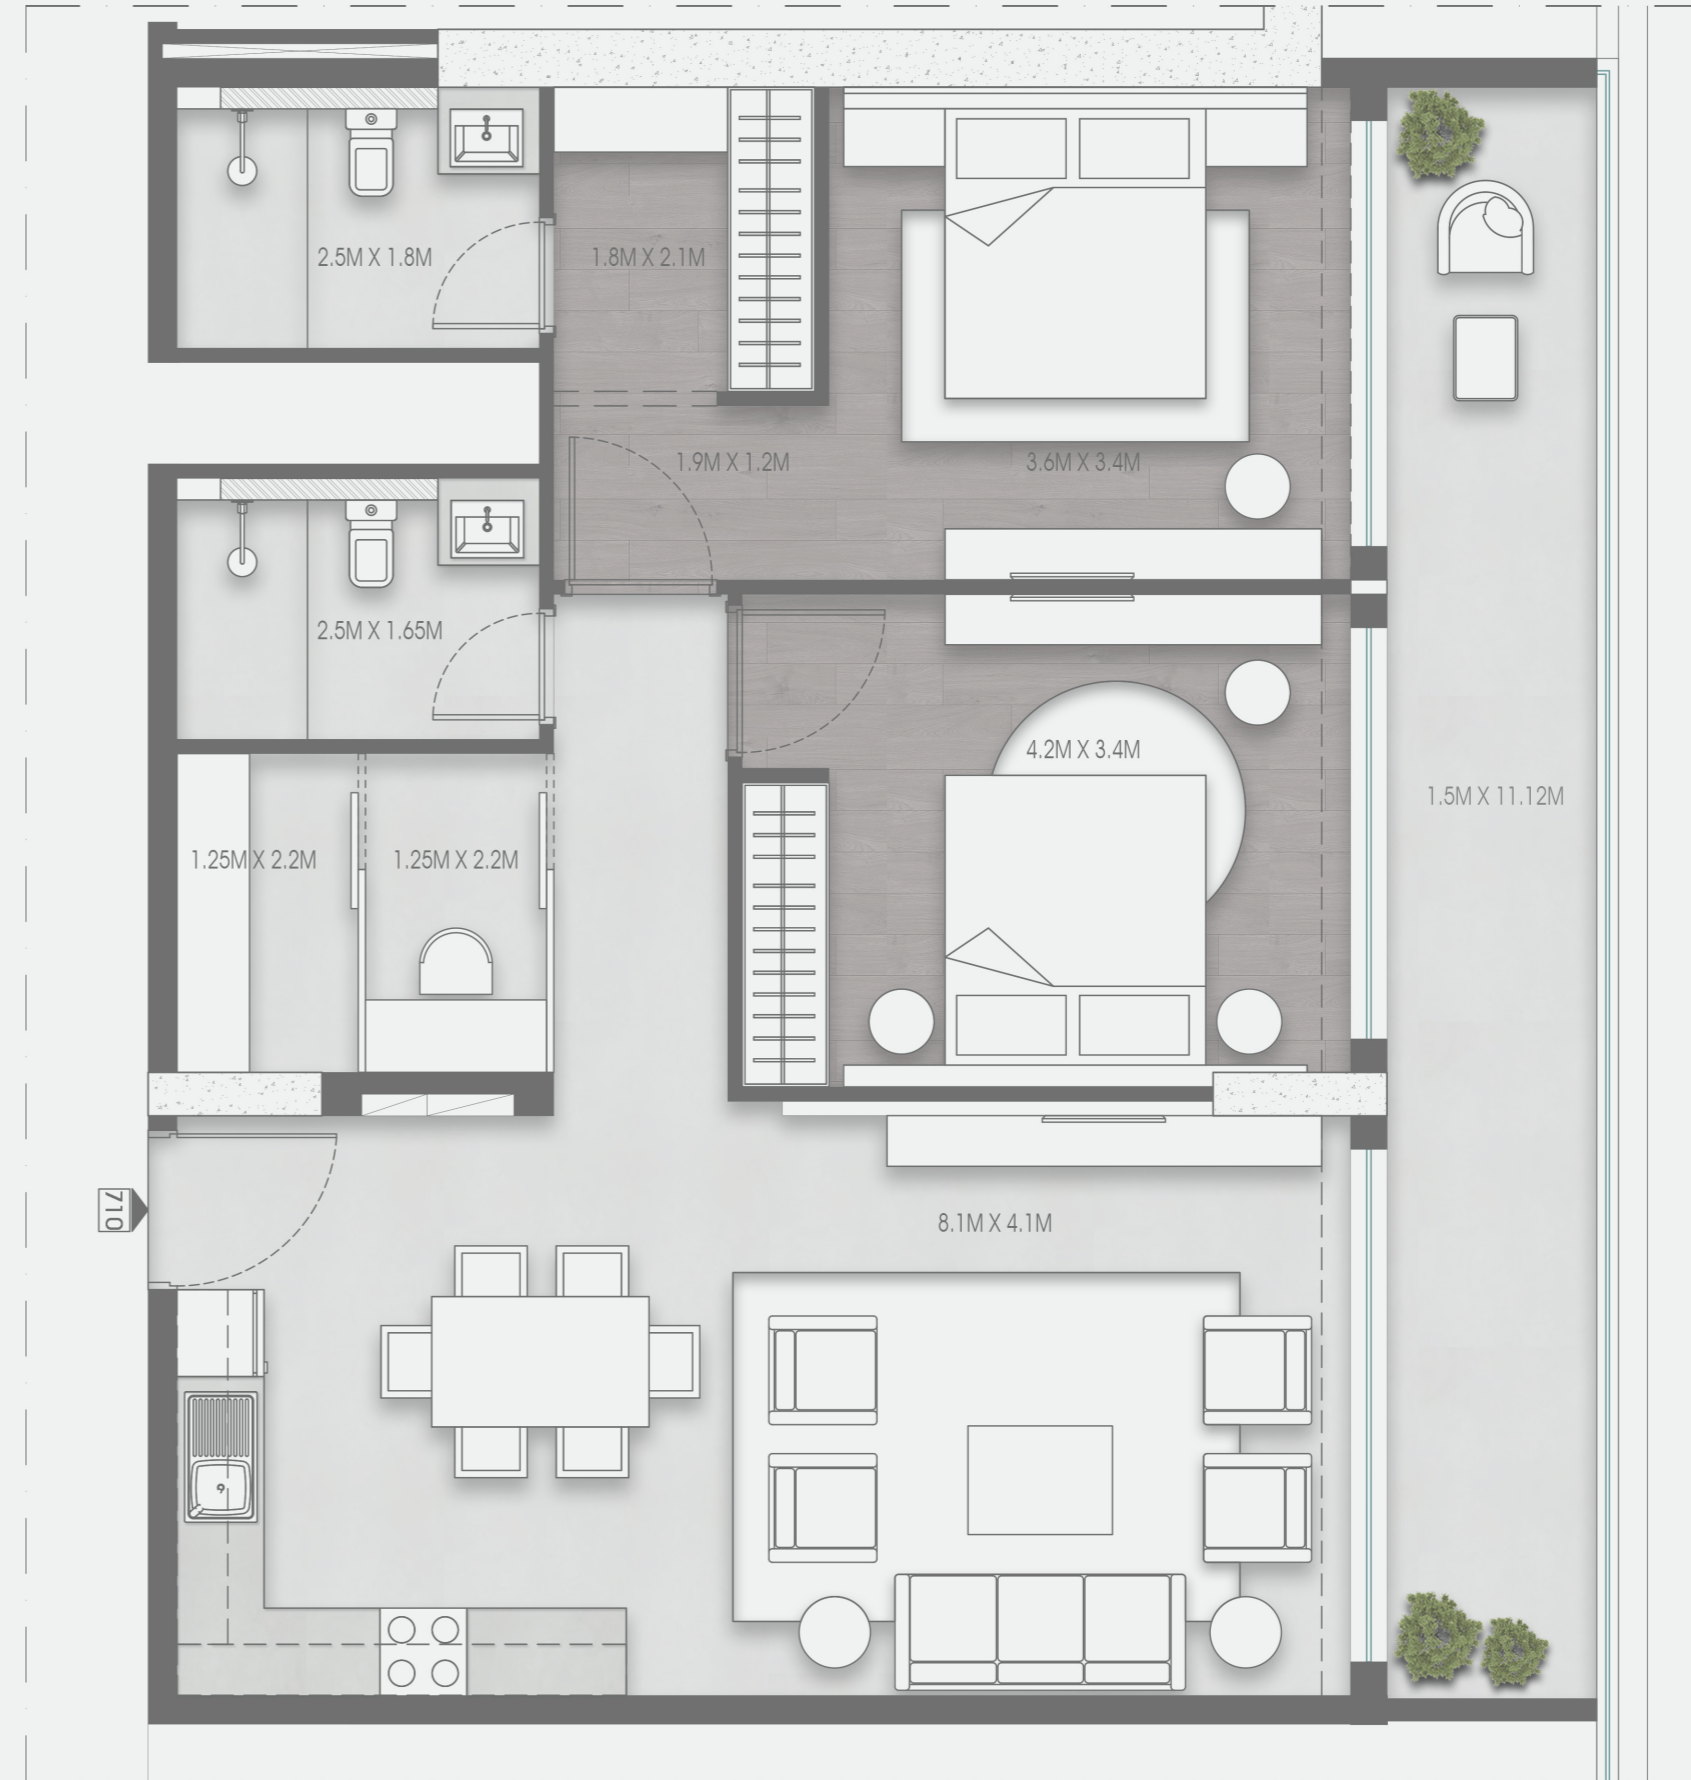 2.5M X 1.8M
1.8M X 2.1M
1.9M X 1.2M
3.6M X 3.4M
2.5M X 1.65M
4.2M X 3.4M
1.5M X 11.12M
1.25M X 2.2M
1.25M X 2.2M
710
8.1M X 4.1M